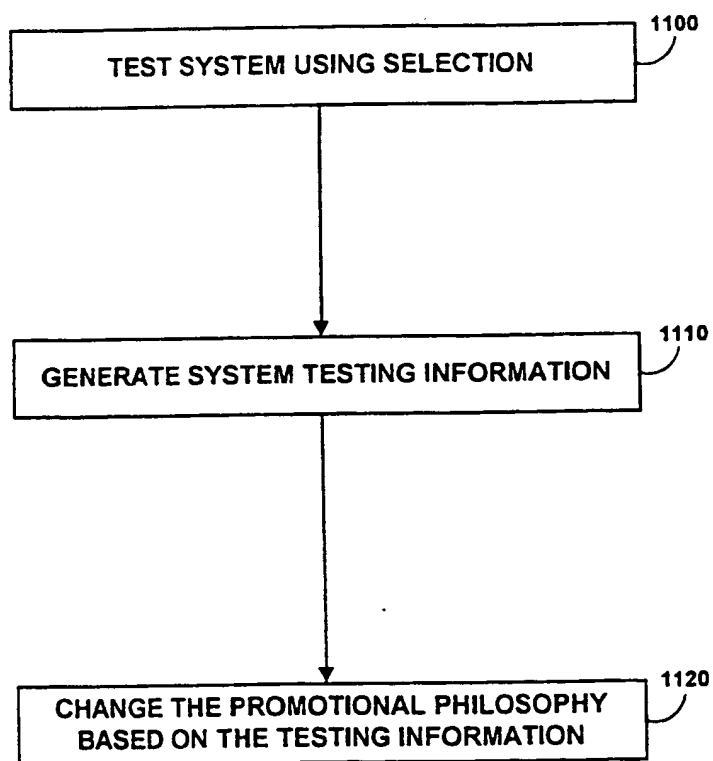 1100
TEST SYSTEM USING SELECTION
1110
GENERATE SYSTEM TESTING INFORMATION
1120
CHANGE THE PROMOTIONAL PHILOSOPHY
BASED ON THE TESTING INFORMATION